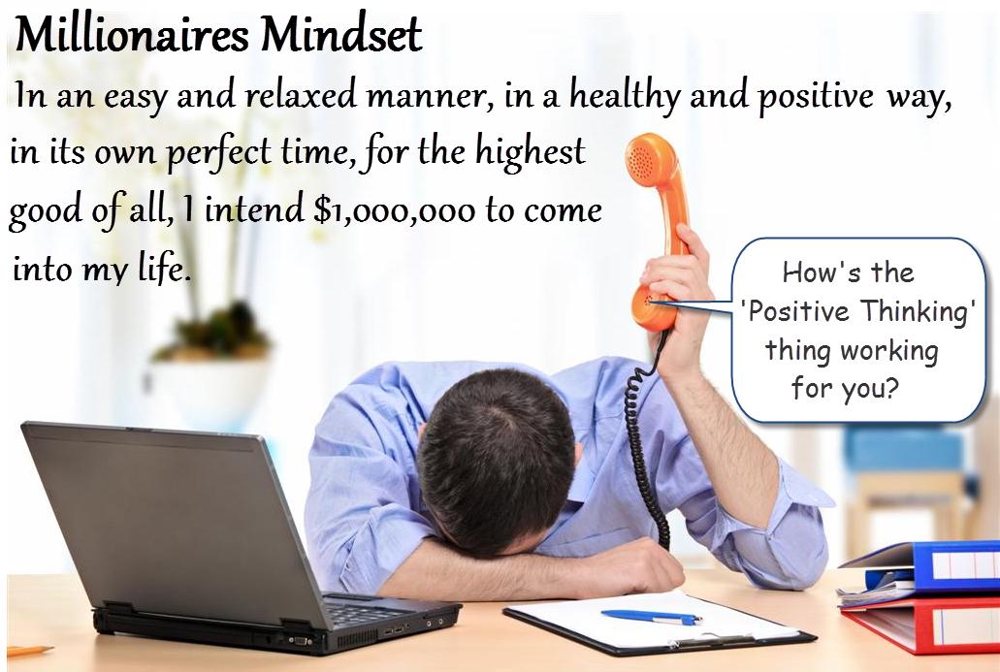 Millionaires Mindset
In an easy and relaxed manner, in a healthy and positive way,
in its own perfect time, for the highest
good of all, I intend $1,000,000 to come
into my life.
How's the
'Positive Thinking'
thing working
for you?